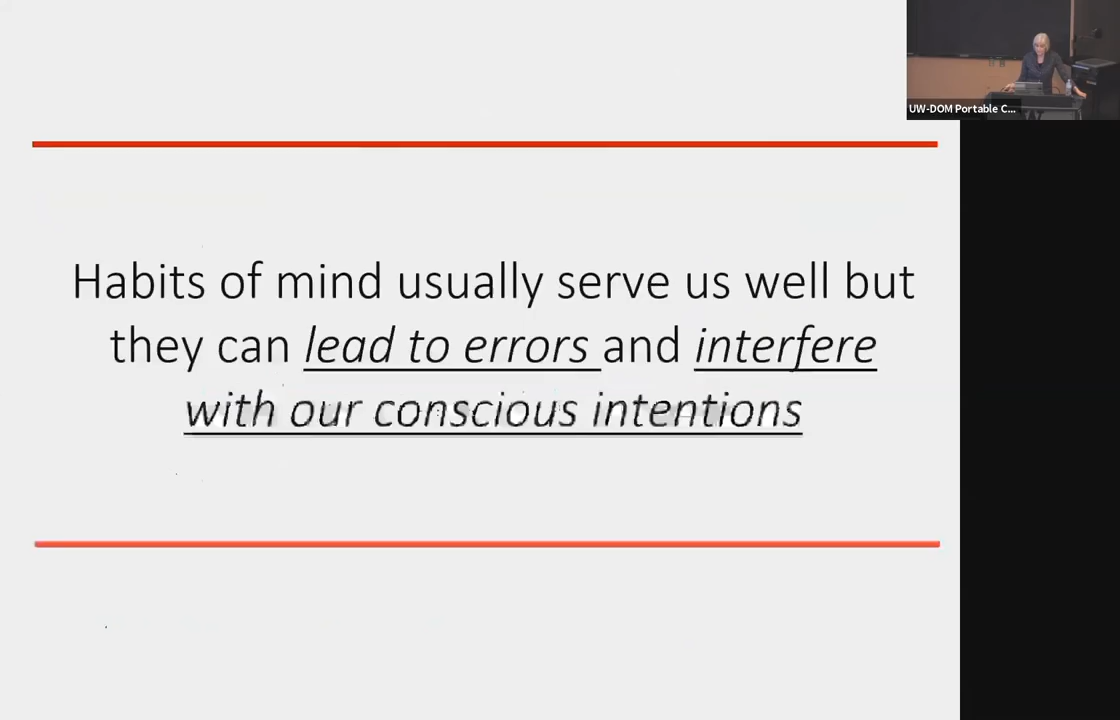 UW-DOM Portable C...
Habits of mind usually serve us well but
they can lead to errors and interfere
with our conscious intentions